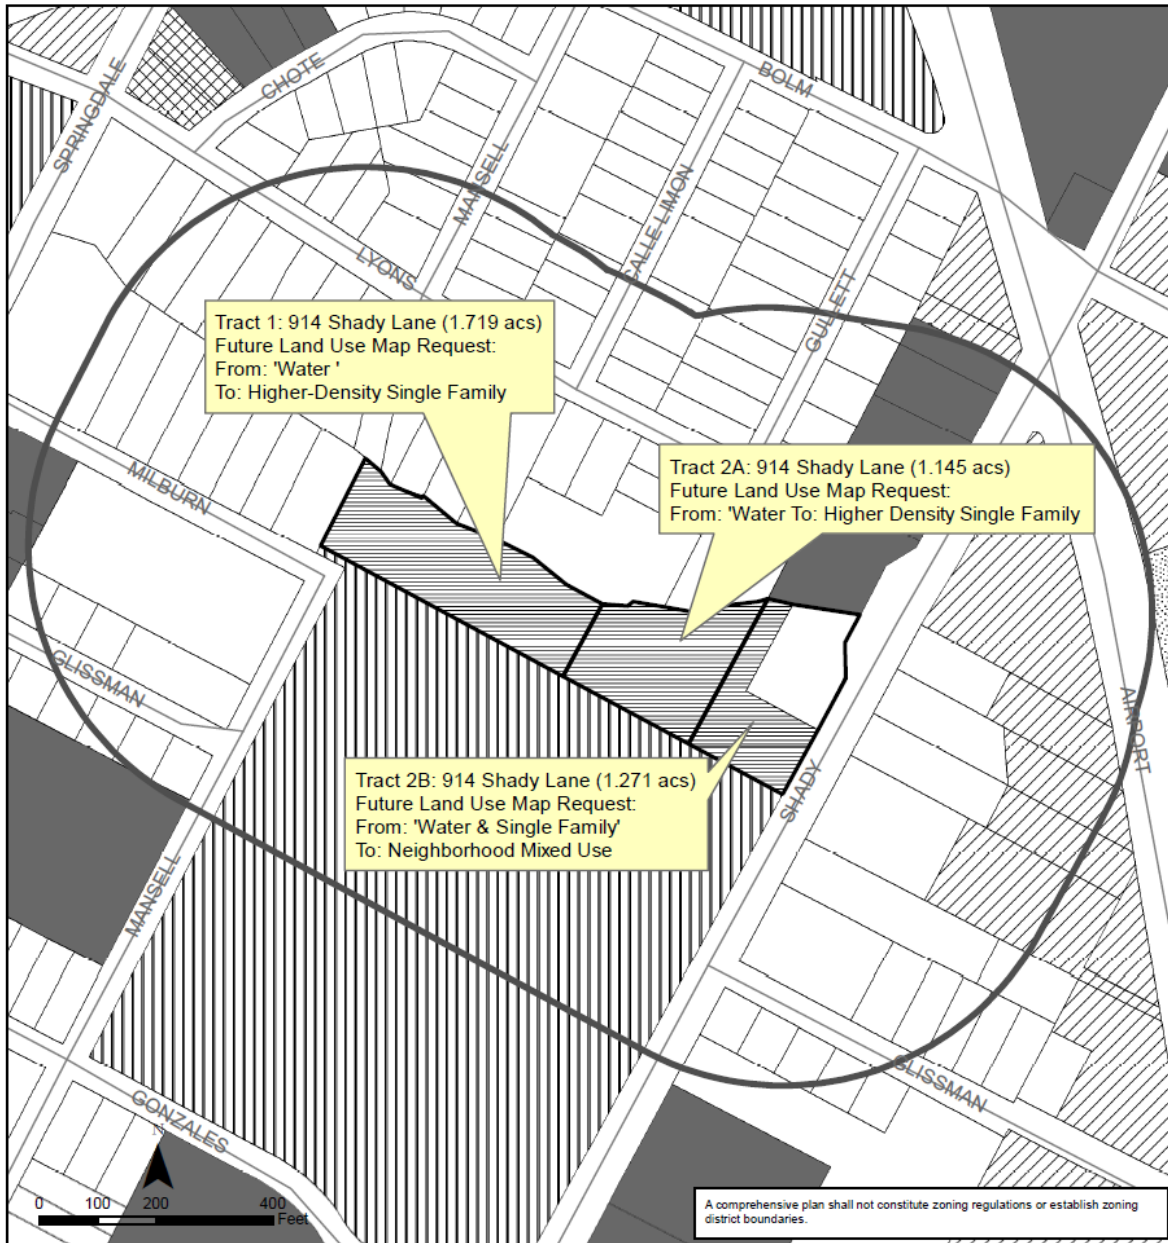 BOLM
CHOTE
SPRINGDALE
MANSELL
CALLE LIMON
LYONS
GULLETT
Tract 1: 914 Shady Lane (1.719 acs)
Future Land Use Map Request:
From: 'Water '
To: Higher-Density Single Family
Tract 2A: 914 Shady Lane (1.145 acs)
Future Land Use Map Request:
From: 'Water To: Higher Density Single Family
MILBURN
GLISSMAN
AIRPORT
SHADY
Tract 2B: 914 Shady Lane (1.271 acs)
Future Land Use Map Request:
From: 'Water & Single Family'
To: Neighborhood Mixed Use
MANSELL
GLISSMAN
GONZALES
N
0 100 200 400
Feet
A comprehensive plan shall not constitute zoning regulations or establish zoning
district boundaries.